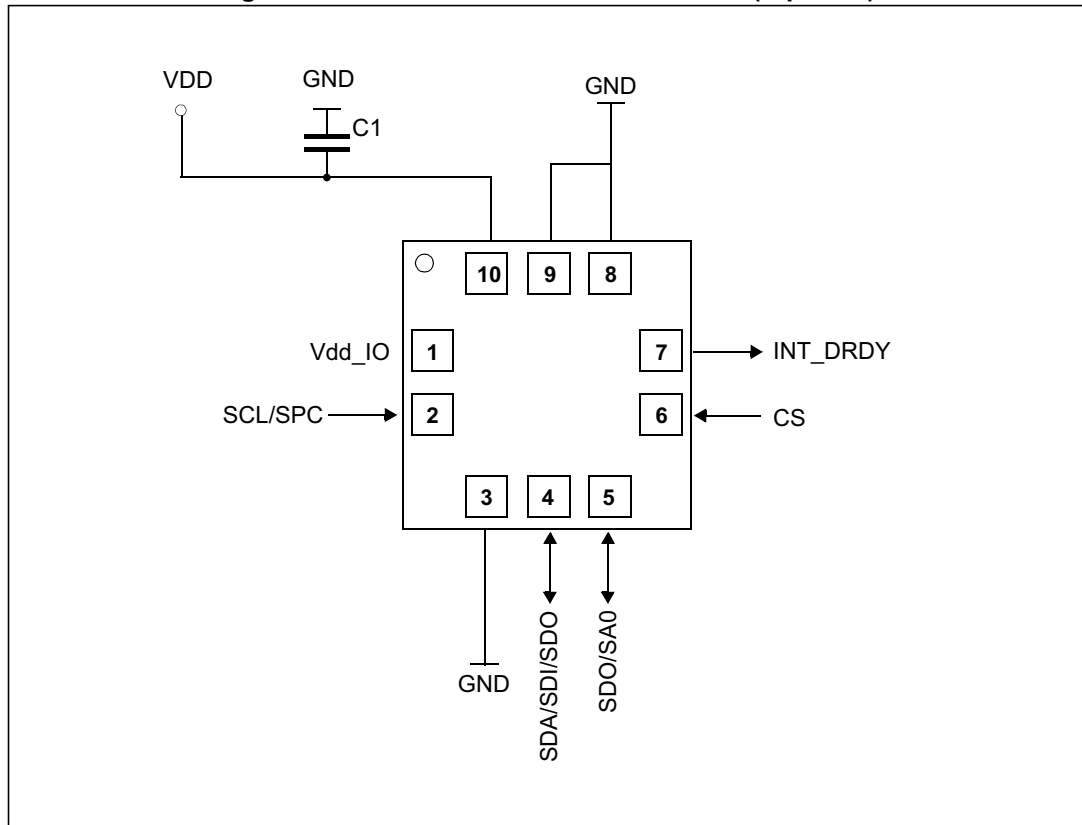 VDD
GND
C1
GND
10
9
8
Vdd_IO
1
7
INT_DRDY
SCL/SPC
2
6
CS
3
4
5
GND
SDA/SDI/SDO
SDO/SA0